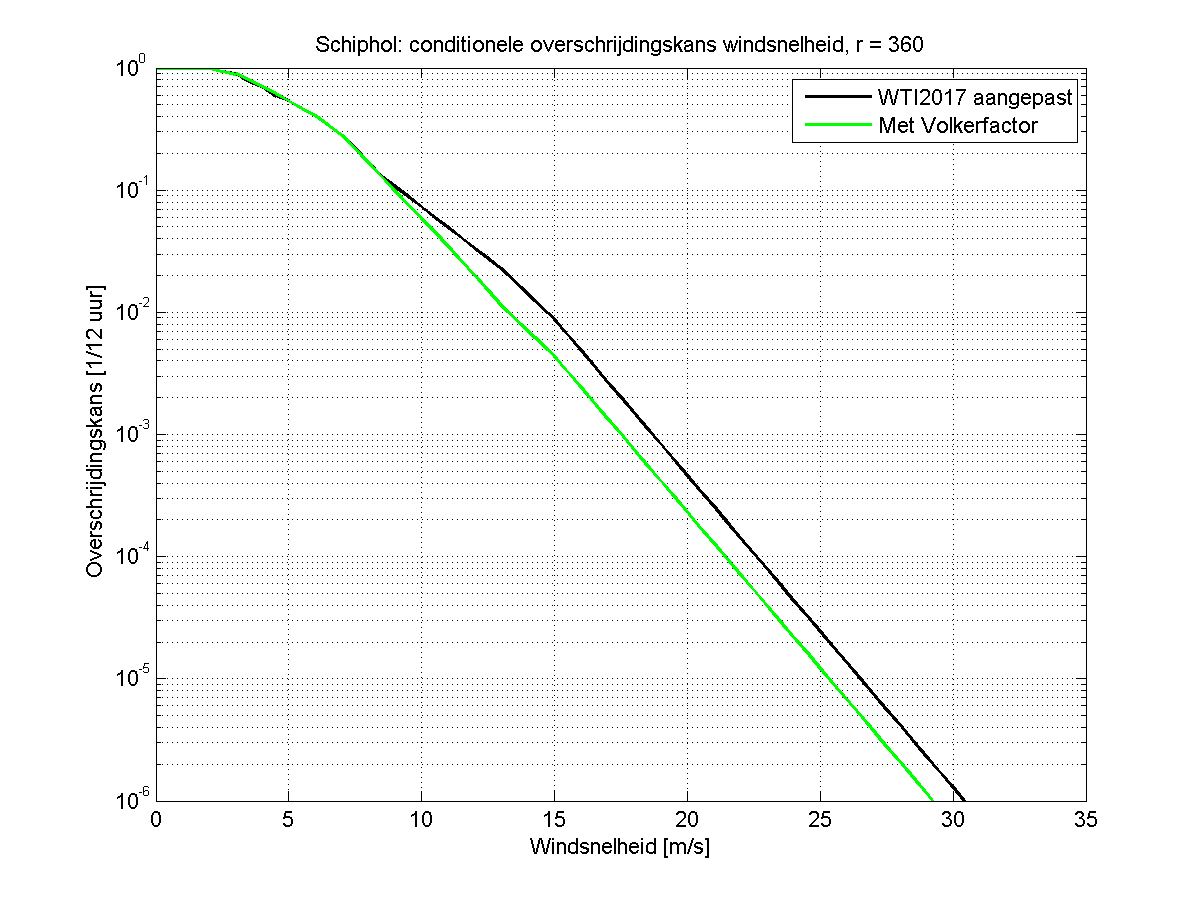 Schiphol: conditionele overschrijdingskans windsnelheid, r = 360
WTI2017 aangepast
Met Volkerfactor
Overschrijdingskans [1/12 uur]
10^0
10^-1
10^-2
10^-3
10^-4
10^-5
10^-6
0 5 10 15 20 25 30 35
Windsnelheid [m/s]